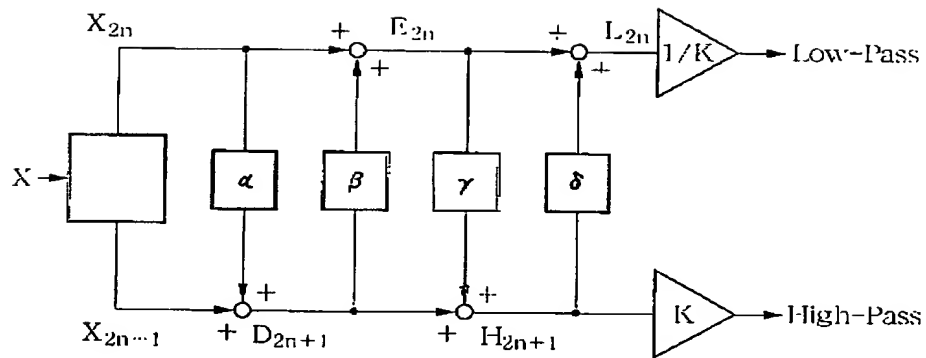 X2n + E2n + L2n
+ +
1/K Low-Pass
X α β γ δ
+ +
K High-Pass
X2n-1 + D2n+1 + H2n+1